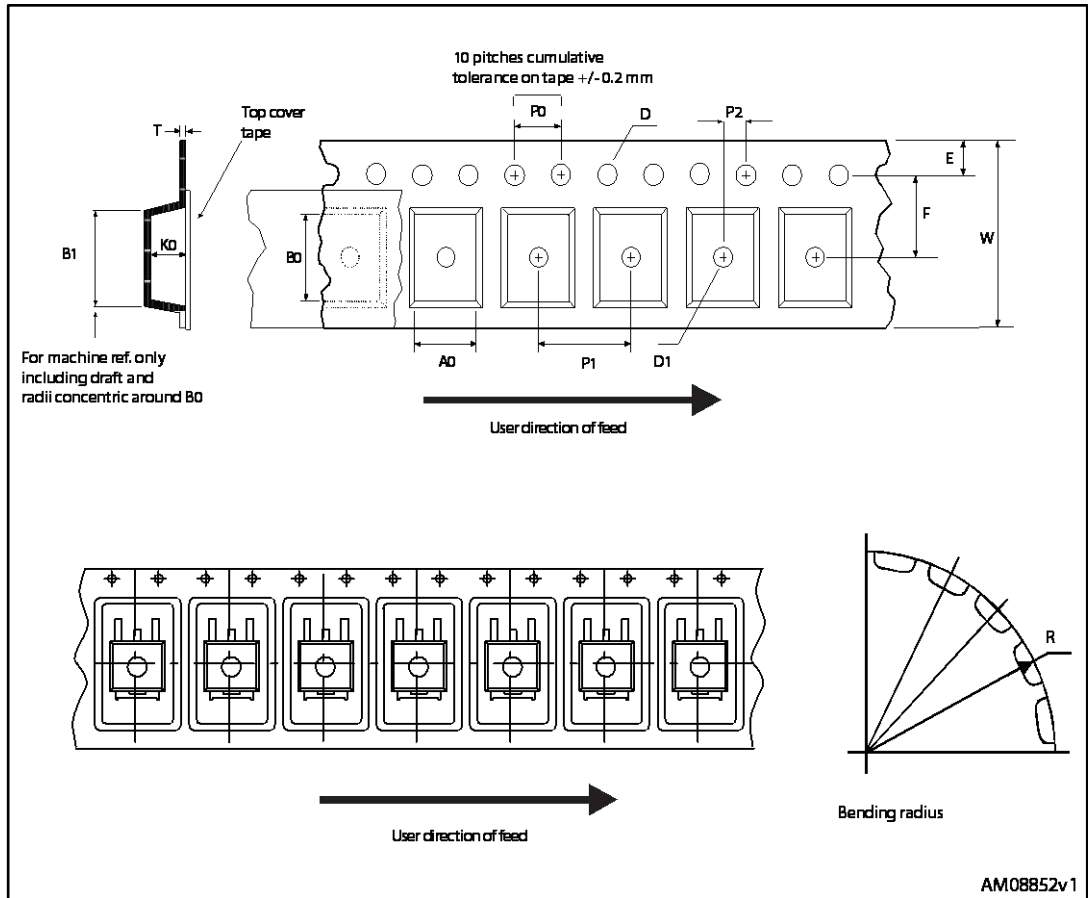 10 pitches cumulative
tolerance on tape +/- 0.2 mm
T
Top cover
tape
P0
D
P2
E
F
W
B1
K0
B0
For machine ref. only
including draft and
radii concentric around B0
A0
P1
D1
User direction of feed
R
Bending radius
User direction of feed
AM08852v1